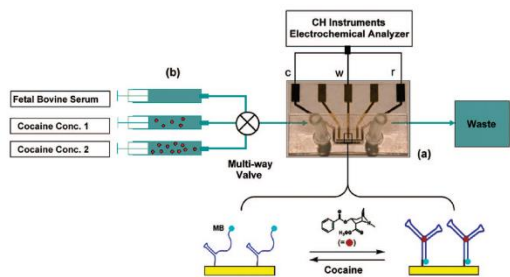 CH Instruments
Electrochemical Analyzer
(b)
c
w
r
Fetal Bovine Serum
Cocaine Conc. 1
Cocaine Conc. 2
Multi-way
Valve
(a)
Waste
MB
(=●)
Cocaine